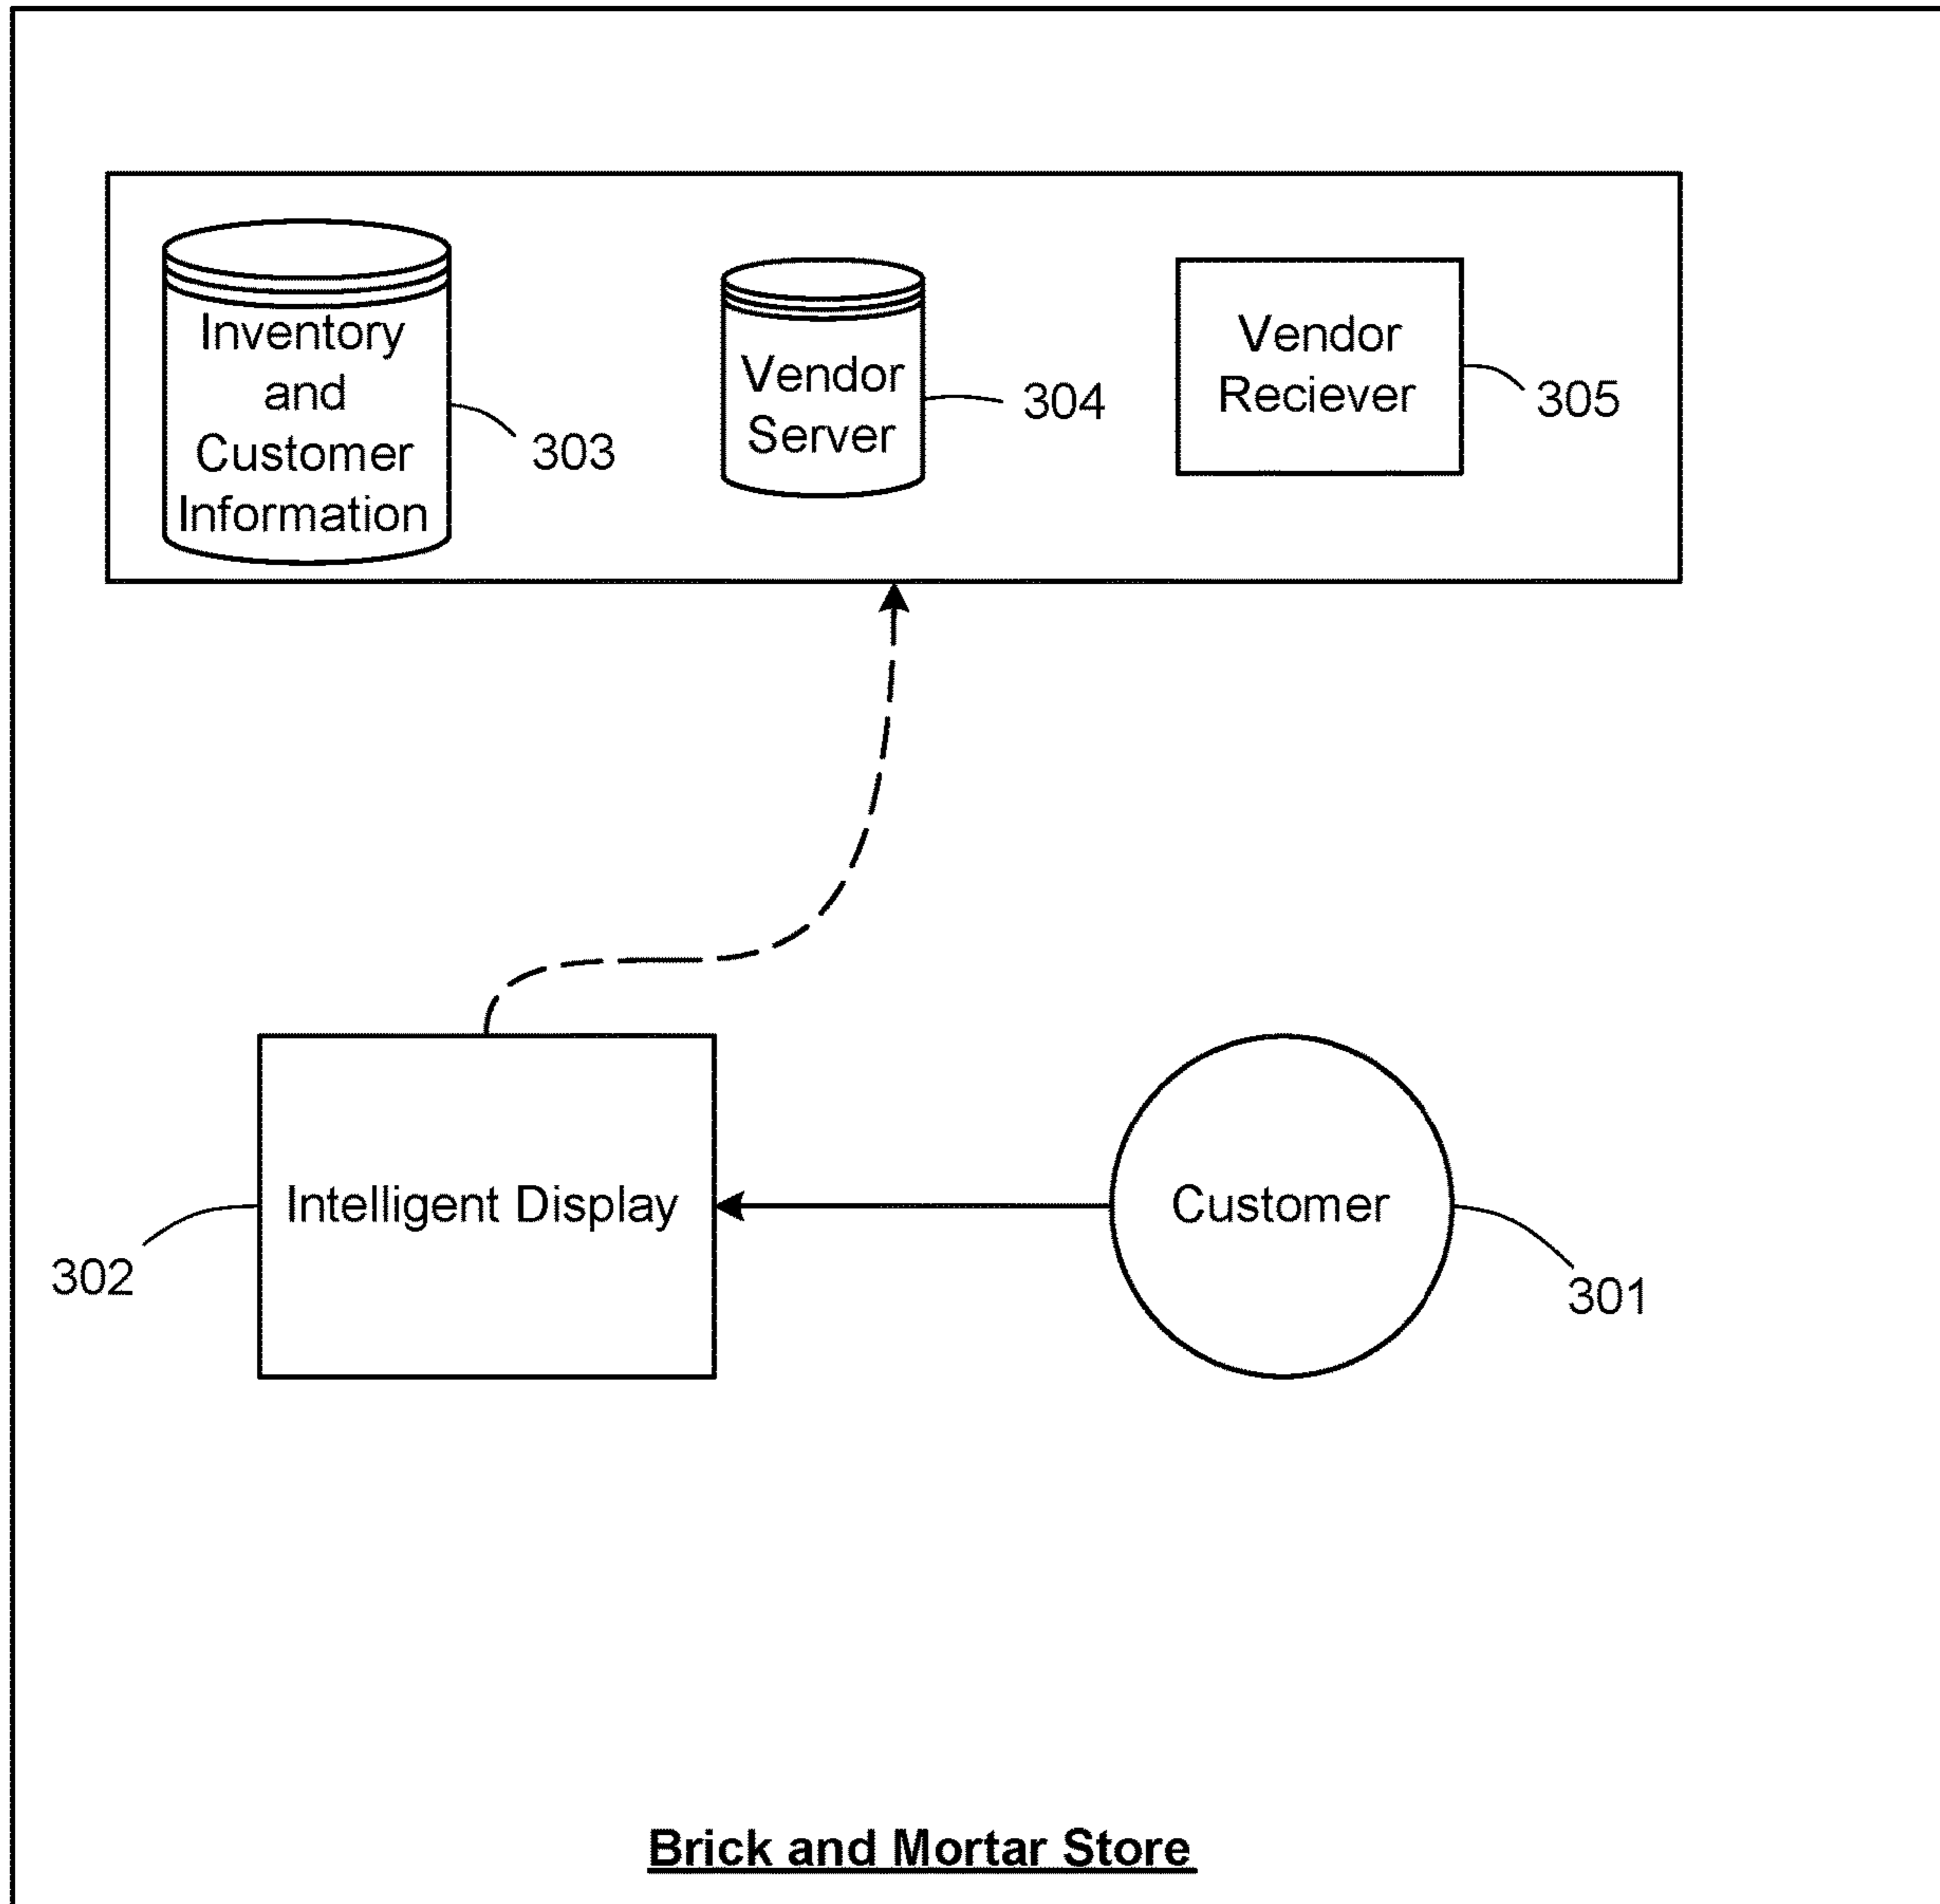 Inventory
and
Customer
Information
303
Vendor
Server
304
Vendor
Reciever
305
Intelligent Display
302
Customer
301
Brick and Mortar Store